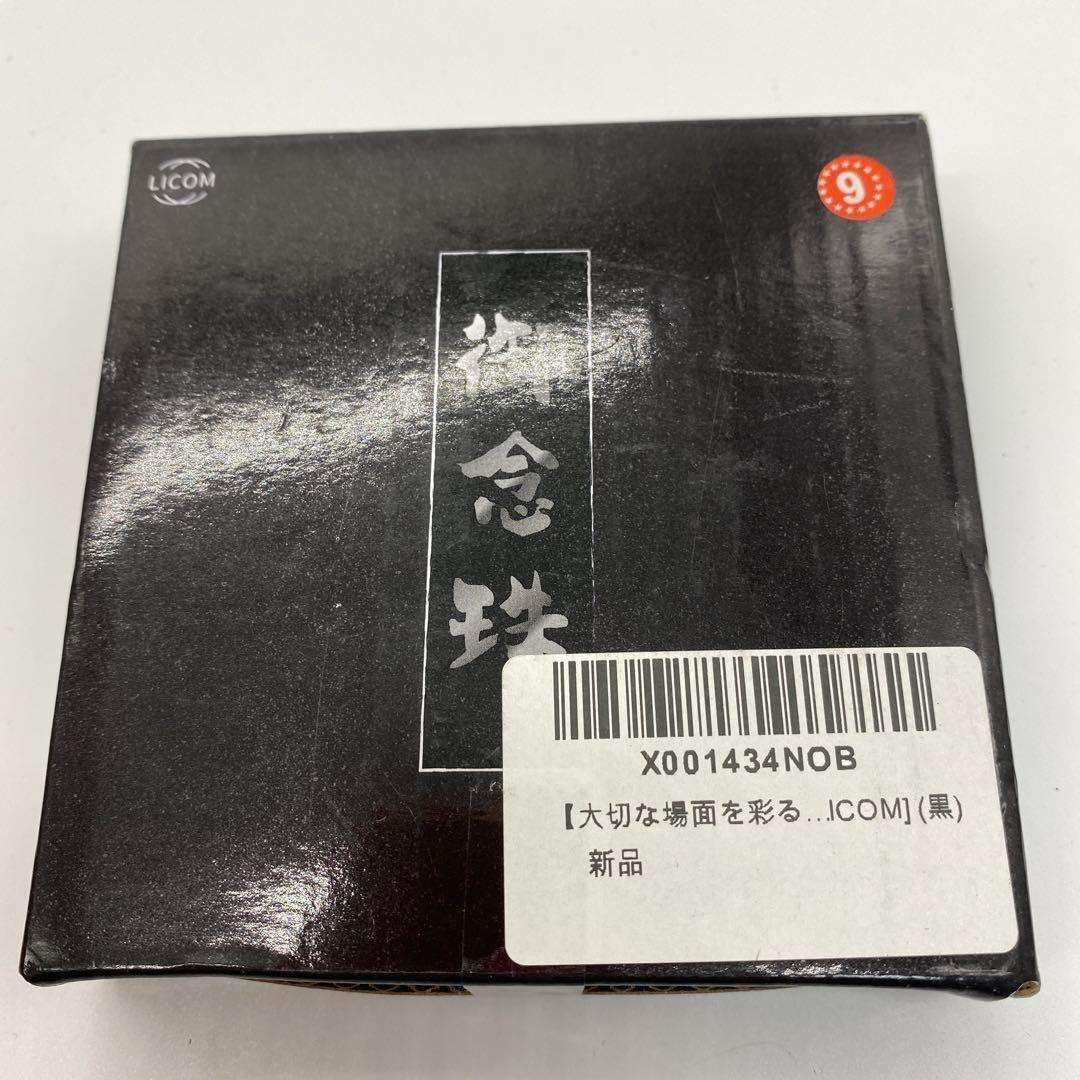 LICOM
9
御念珠
X001434NOB
【大切な場面を彩る...ICOM] (黒)
新品